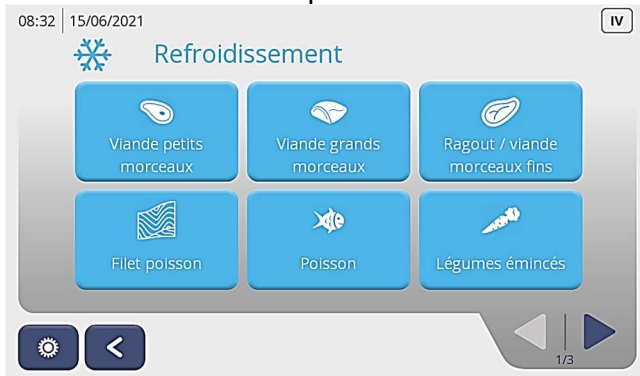 08:32 15/06/2021 IV
Refroidissement
Viande petits
morceaux
Viande grands
morceaux
Ragout / viande
morceaux fins
Filet poisson
Poisson
Légumes émincés
1/3